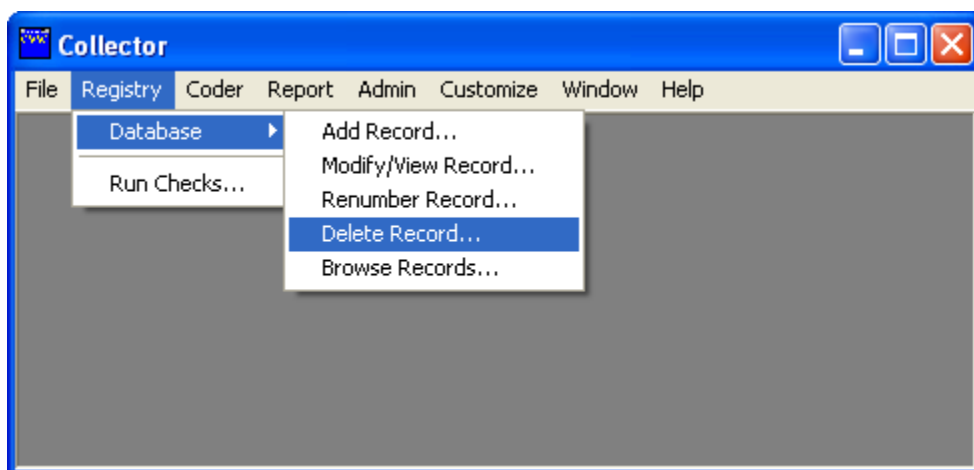 Collector
File Registry Coder Report Admin Customize Window Help
Database
Run Checks...
Add Record...
Modify/View Record...
Renumber Record...
Delete Record...
Browse Records...